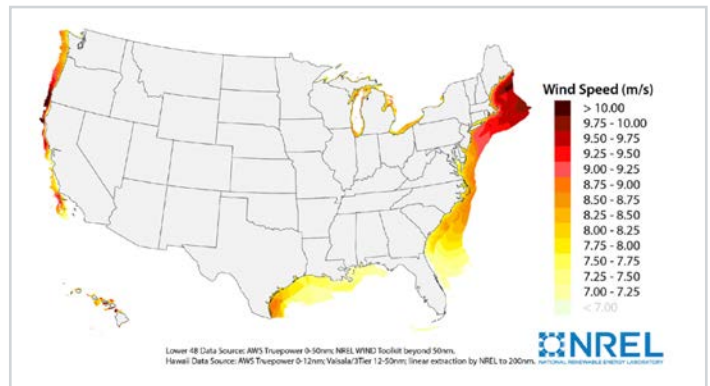 Wind Speed (m/s)
> 10.00
9.75 - 10.00
9.50 - 9.75
9.25 - 9.50
9.00 - 9.25
8.75 - 9.00
8.50 - 8.75
8.25 - 8.50
8.00 - 8.25
7.75 - 8.00
7.50 - 7.75
7.25 - 7.50
7.00 - 7.25
< 7.00
Lower 48 Data Source: AWS Truepower 0-50nm; NREL WIND Toolkit beyond 50nm.
Hawaii Data Source: AWS Truepower 0-12nm; Vaisala/3Tier 12-50nm; linear extraction by NREL to 200nm.
NREL
NATIONAL RENEWABLE ENERGY LABORATORY